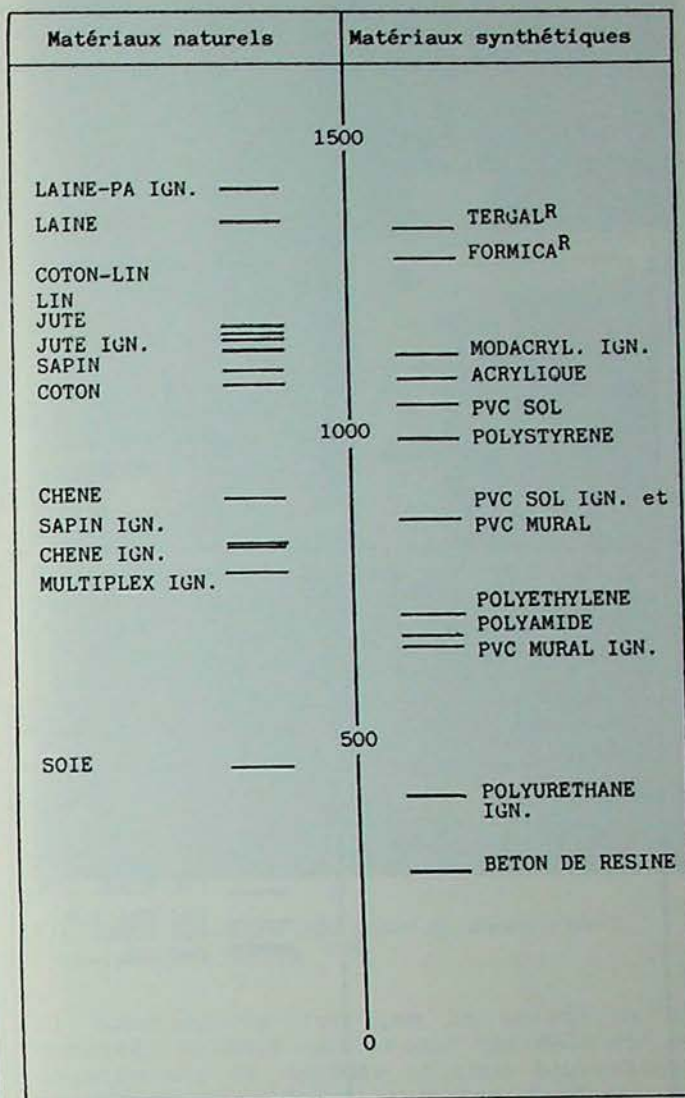 Matériaux naturels
Matériaux synthétiques
1500
LAINE-PA IGN.
LAINE
TERGALR
FORMICAR
COTON-LIN
LIN
JUTE
JUTE IGN.
SAPIN
COTON
MODACRYL. IGN.
ACRYLIQUE
PVC SOL
1000
POLYSTYRENE
CHENE
SAPIN IGN.
CHENE IGN.
MULTIPLEX IGN.
PVC SOL IGN. et
PVC MURAL
POLYETHYLENE
POLYAMIDE
PVC MURAL IGN.
500
SOIE
POLYURETHANE
IGN.
BETON DE RESINE
0